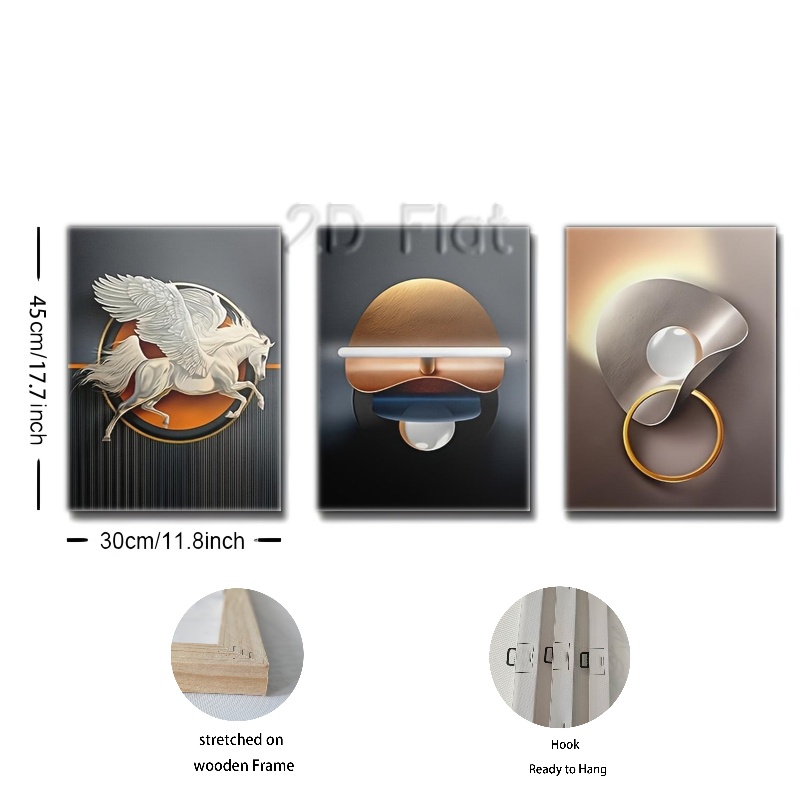 2D Flat
45cm/17.7inch
30cm/11.8inch
stretched on
wooden Frame
Hook
Ready to Hang